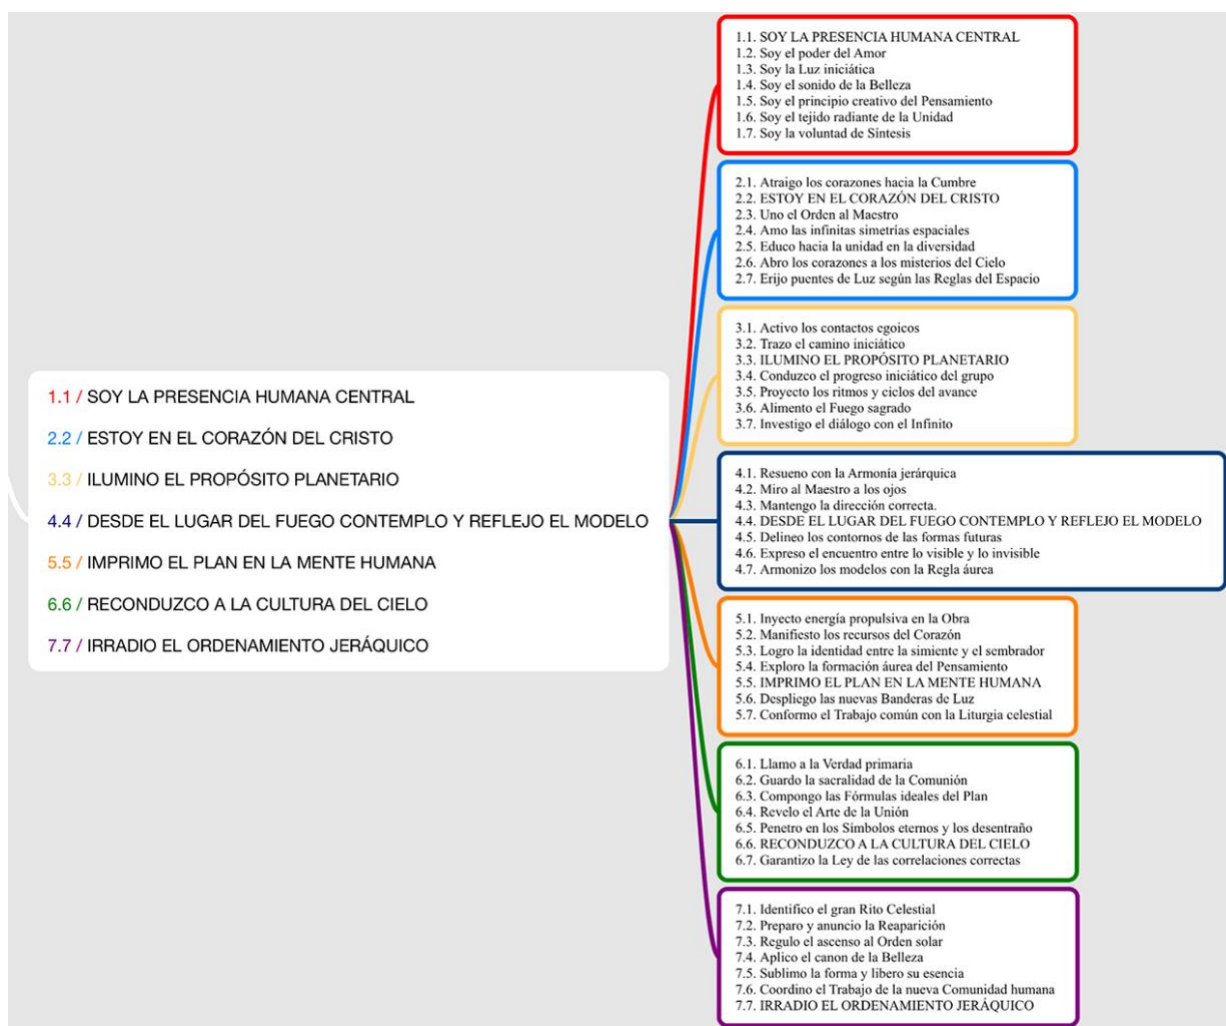 1.1 / SOY LA PRESENCIA HUMANA CENTRAL
2.2 / ESTOY EN EL CORAZÓN DEL CRISTO
3.3 / ILUMINO EL PROPÓSITO PLANETARIO
4.4 / DESDE EL LUGAR DEL FUEGO CONTEMPLO Y REFLEJO EL MODELO
5.5 / IMPRIMO EL PLAN EN LA MENTE HUMANA
6.6 / RECONDUZCO A LA CULTURA DEL CIELO
7.7 / IRRADIO EL ORDENAMIENTO JERÁQUICO
1.1. SOY LA PRESENCIA HUMANA CENTRAL
1.2. Soy el poder del Amor
1.3. Soy la Luz iniciática
1.4. Soy el sonido de la Belleza
1.5. Soy el principio creativo del Pensamiento
1.6. Soy el tejido radiante de la Unidad
1.7. Soy la voluntad de Síntesis
2.1. Atraigo los corazones hacia la Cumbre
2.2. ESTOY EN EL CORAZÓN DEL CRISTO
2.3. Uno el Orden al Maestro
2.4. Amo las infinitas simetrías espaciales
2.5. Educo hacia la unidad en la diversidad
2.6. Abro los corazones a los misterios del Cielo
2.7. Erijo puentes de Luz según las Reglas del Espacio
3.1. Activo los contactos egoicos
3.2. Trazo el camino iniciático
3.3. ILUMINO EL PROPÓSITO PLANETARIO
3.4. Conduzco el progreso iniciático del grupo
3.5. Proyecto los ritmos y ciclos del avance
3.6. Alimento el Fuego sagrado
3.7. Investigo el diálogo con el Infinito
4.1. Resueno con la Armonía jerárquica
4.2. Miro al Maestro a los ojos
4.3. Mantengo la dirección correcta.
4.4. DESDE EL LUGAR DEL FUEGO CONTEMPLO Y REFLEJO EL MODELO
4.5. Delineo los contornos de las formas futuras
4.6. Expreso el encuentro entre lo visible y lo invisible
4.7. Armonizo los modelos con la Regla áurea
5.1. Inyecto energía propulsiva en la Obra
5.2. Manifiesto los recursos del Corazón
5.3. Logro la identidad entre la simiente y el sembrador
5.4. Exploro la formación áurea del Pensamiento
5.5. IMPRIMO EL PLAN EN LA MENTE HUMANA
5.6. Despliego las nuevas Banderas de Luz
5.7. Conformo el Trabajo común con la Liturgia celestial
6.1. Llamo a la Verdad primaria
6.2. Guardo la sacralidad de la Comunión
6.3. Compongo las Fórmulas ideales del Plan
6.4. Revelo el Arte de la Unión
6.5. Penetro en los Símbolos eternos y los desentraño
6.6. RECONDUZCO A LA CULTURA DEL CIELO
6.7. Garantizo la Ley de las correlaciones correctas
7.1. Identifico el gran Rito Celestial
7.2. Preparo y anuncio la Reaparición
7.3. Regulo el ascenso al Orden solar
7.4. Aplico el canon de la Belleza
7.5. Sublimo la forma y libero su esencia
7.6. Coordino el Trabajo de la nueva Comunidad humana
7.7. IRRADIO EL ORDENAMIENTO JERÁQUICO